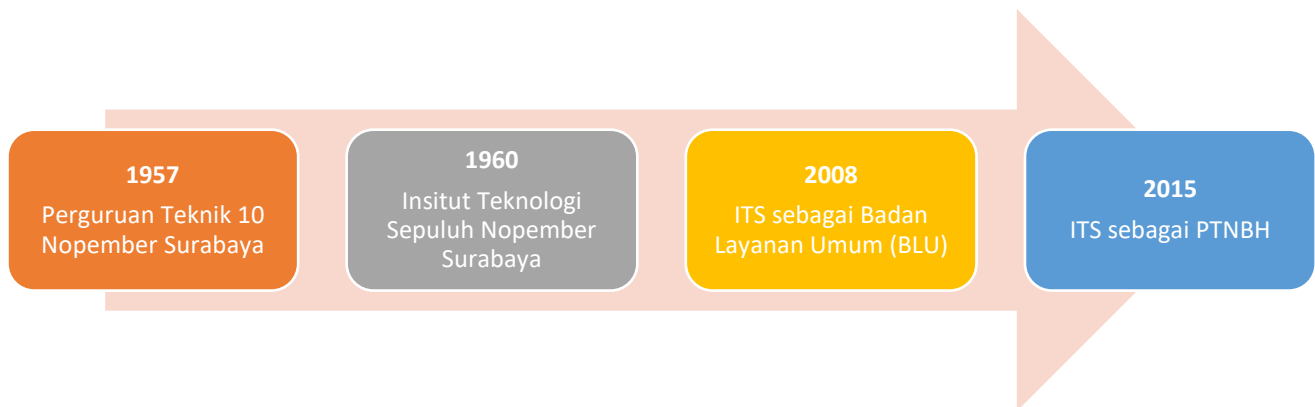 1957
Perguruan Teknik 10
Nopember Surabaya
1960
Insitut Teknologi
Sepuluh Nopember
Surabaya
2008
ITS sebagai Badan
Layanan Umum (BLU)
2015
ITS sebagai PTNBH